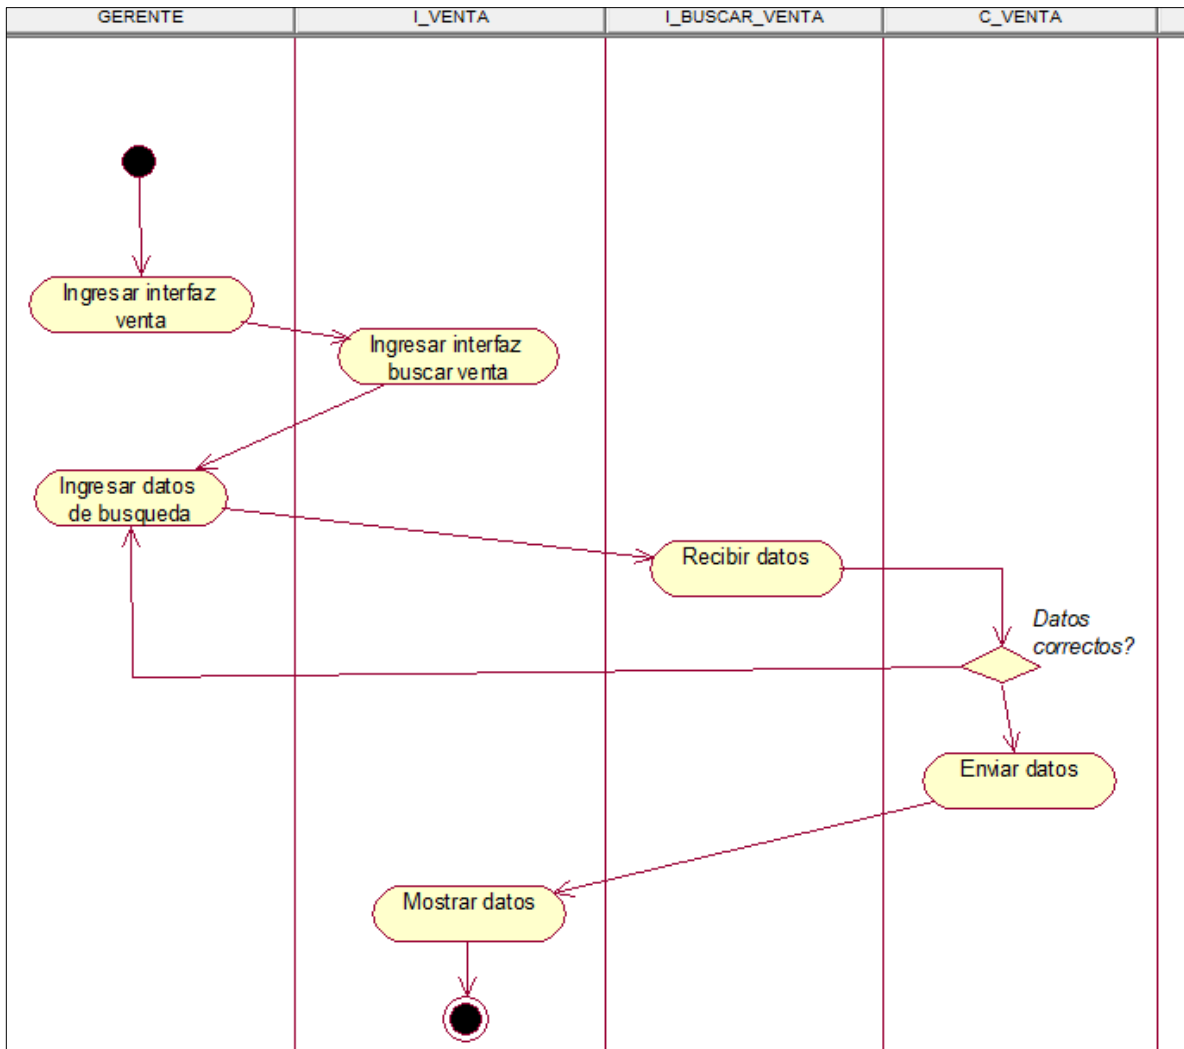 GERENTE
I_VENTA
I_BUSCAR_VENTA
C_VENTA
Ingresar interfaz
venta
Ingresar interfaz
buscar venta
Ingresar datos
de busqueda
Recibir datos
Datos
correctos?
Enviar datos
Mostrar datos